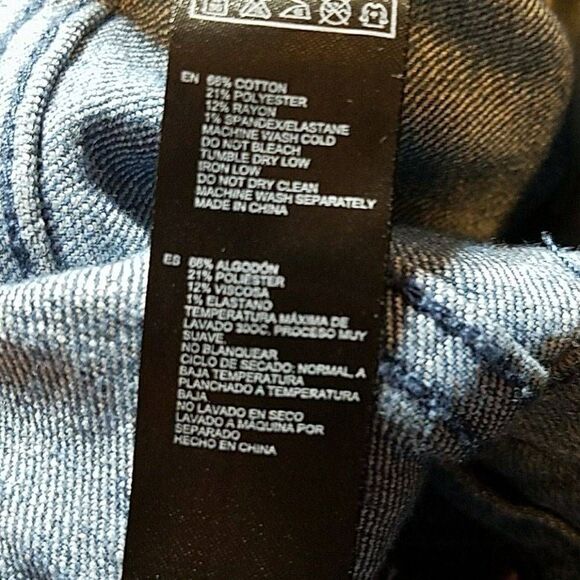 EN 66% COTTON
21% POLYESTER
12% RAYON
1% SPANDEX/ELASTANE
MACHINE WASH COLD
DO NOT BLEACH
TUMBLE DRY LOW
IRON LOW
DO NOT DRY CLEAN
MACHINE WASH SEPARATELY
MADE IN CHINA
ES 66% ALGODÓN
21% POLIÉSTER
12% VISCOSA
1% ELASTANO
TEMPERATURA MÁXIMA DE
LAVADO 300C. PROCESO MUY
SUAVE.
NO BLANQUEAR
CICLO DE SECADO: NORMAL, A
BAJA TEMPERATURA
PLANCHADO A TEMPERATURA
BAJA
NO LAVADO EN SECO
LAVADO A MÁQUINA POR
SEPARADO
HECHO EN CHINA